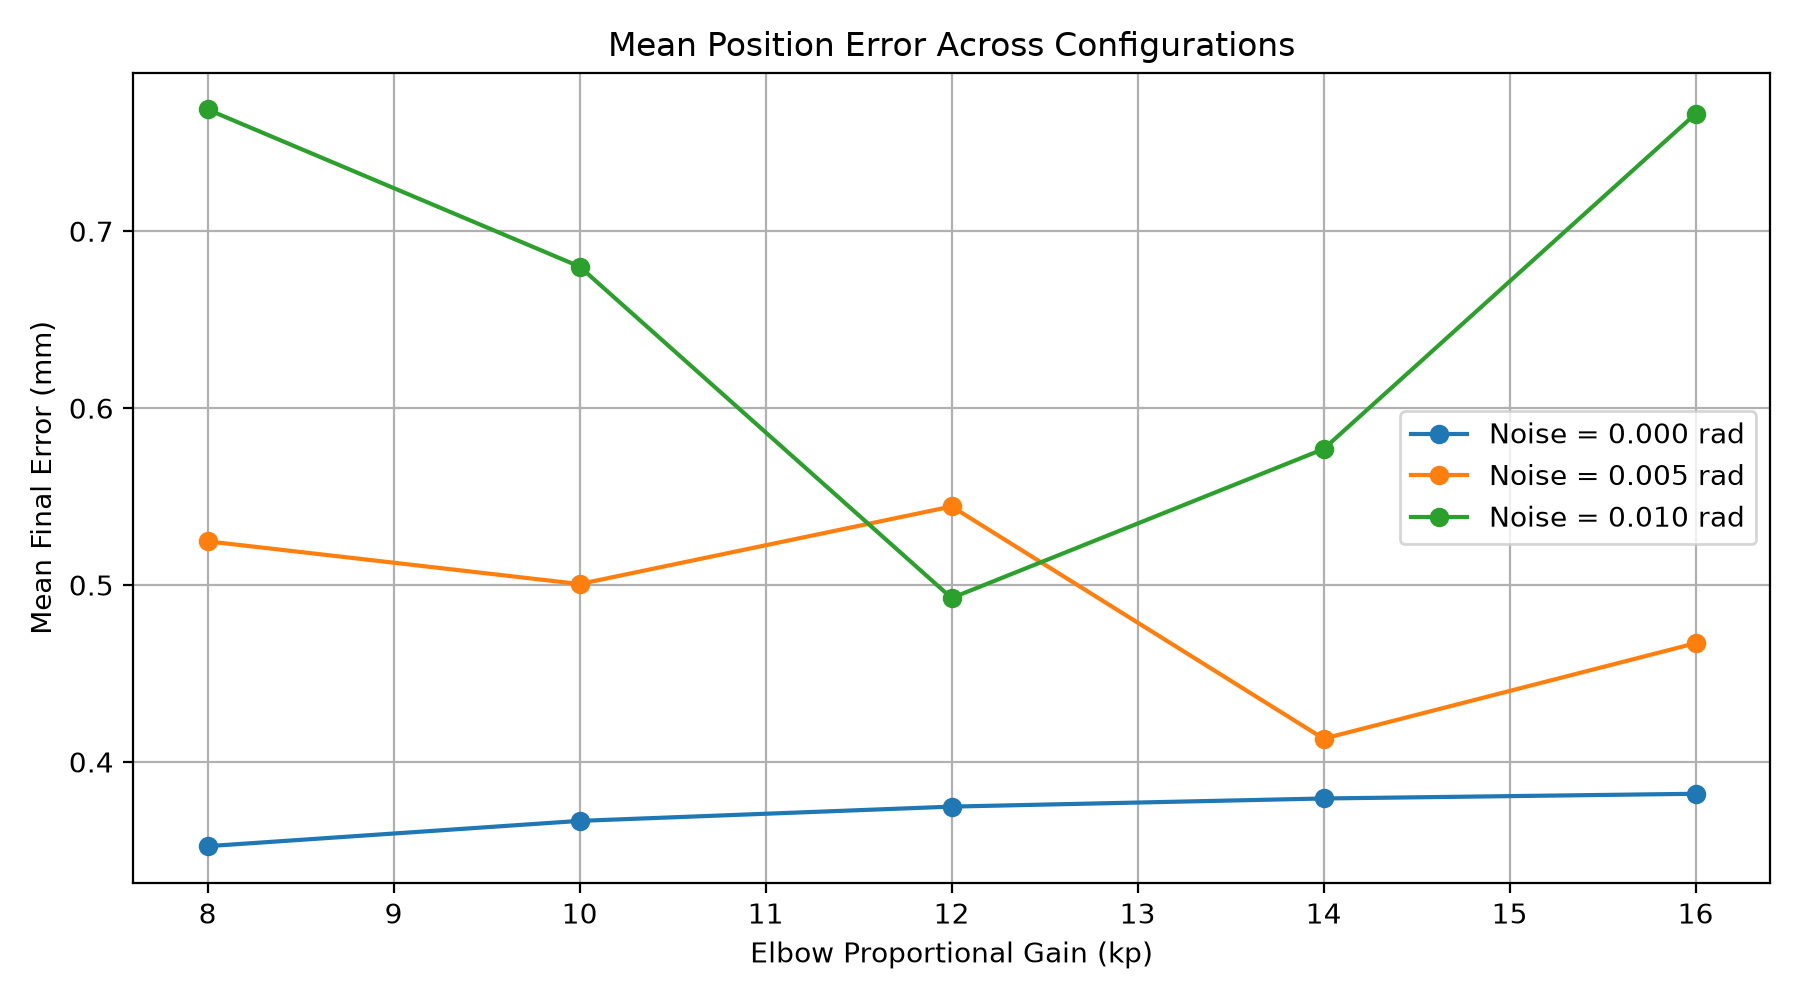 Mean Position Error Across Configurations
Mean Final Error (mm)
0.7
0.6
0.5
0.4
Noise = 0.000 rad
Noise = 0.005 rad
Noise = 0.010 rad
8 9 10 11 12 13 14 15 16
Elbow Proportional Gain (kp)